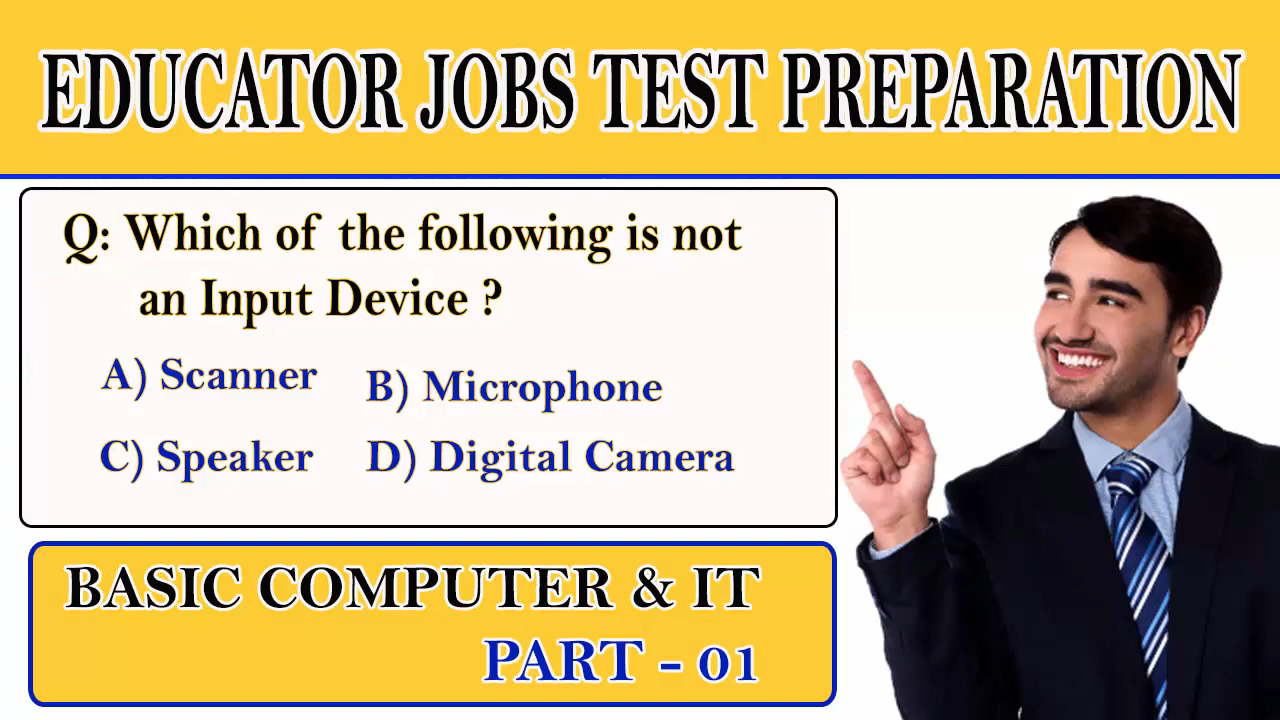 EDUCATOR JOBS TEST PREPARATION
Q: Which of the following is not
an Input Device ?
A) Scanner B) Microphone
C) Speaker D) Digital Camera
BASIC COMPUTER & IT
PART - 01